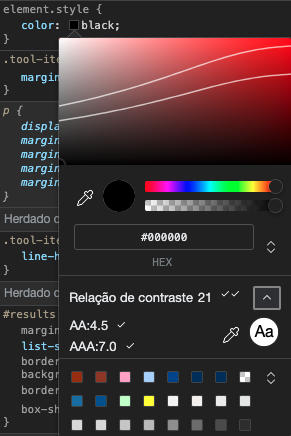 element.style {
color: black;
}
.tool-ite
margin
}
p {
displa
margin
margin
margin
margin
}
Herdado d
.tool-ite
line-h
}
Herdado d
#results
margin
list-s
border
backgr
border
box-sh
}
#000000
HEX
Relação de contraste 21
AA:4.5
AAA:7.0
Aa